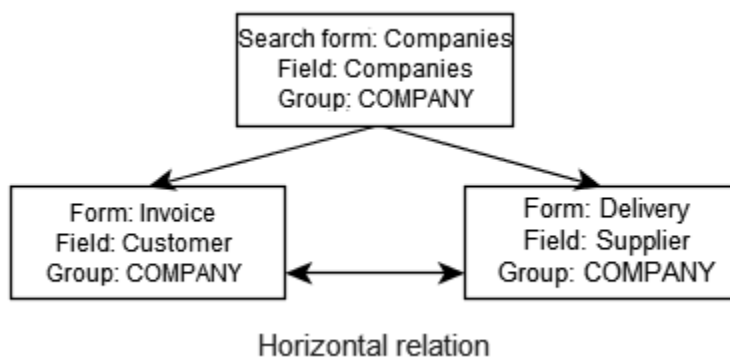 Search form: Companies
Field: Companies
Group: COMPANY
Form: Invoice
Field: Customer
Group: COMPANY
Form: Delivery
Field: Supplier
Group: COMPANY
Horizontal relation